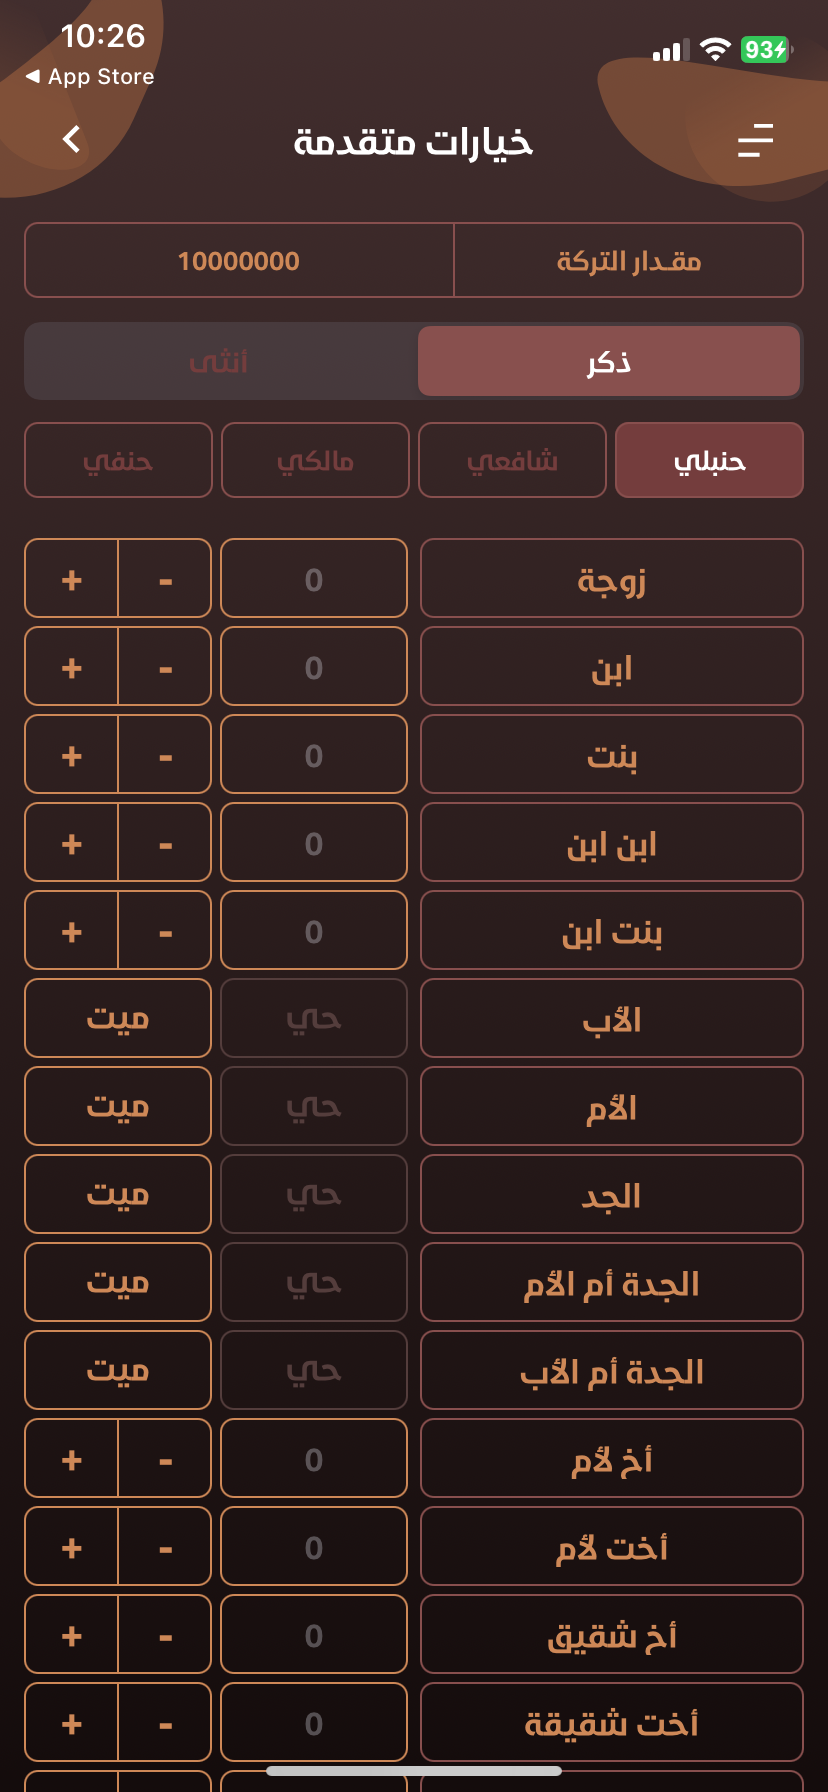 10:26
93
◀ App Store
خيارات متقدمة
مقـدار التركة 10000000
ذكر أنثى
حنبلي شافعي مالكي حنفي
زوجة 0 - +
ابن 0 - +
بنت 0 - +
ابن ابن 0 - +
بنت ابن 0 - +
الأب حي ميت
الأم حي ميت
الجد حي ميت
الجدة أم الأم حي ميت
الجدة أم الأب حي ميت
أخ لأم 0 - +
أخت لأم 0 - +
أخ شقيق 0 - +
أخت شقيقة 0 - +